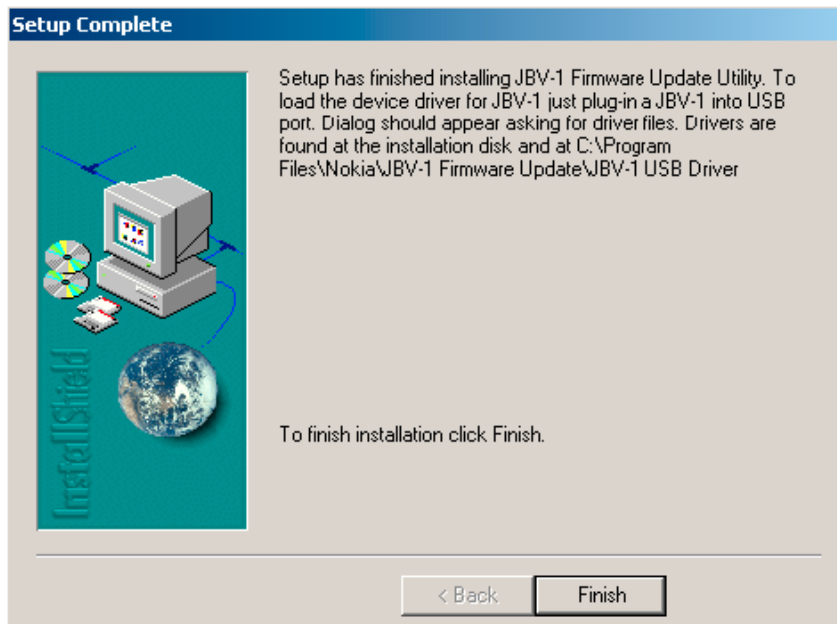 Setup Complete
Setup has finished installing JBV-1 Firmware Update Utility. To
load the device driver for JBV-1 just plug-in a JBV-1 into USB
port. Dialog should appear asking for driver files. Drivers are
found at the installation disk and at C:\Program
Files\Nokia\JBV-1 Firmware Update\JBV-1 USB Driver
InstallShield
To finish installation click Finish.
< Back
Finish